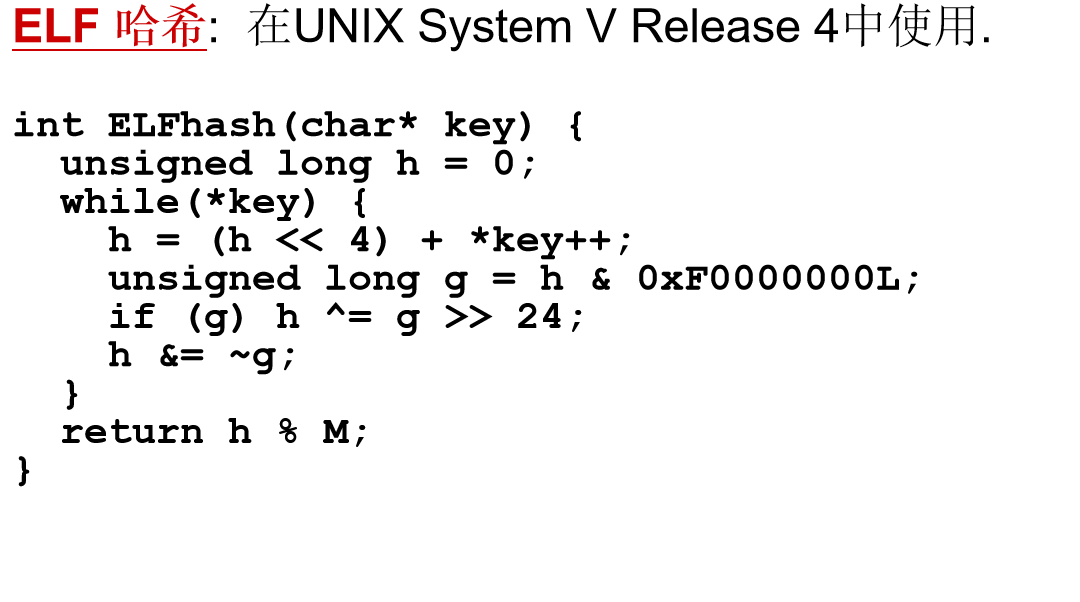 ELF 哈希: 在UNIX System V Release 4中使用.
int ELFhash(char* key) {
  unsigned long h = 0;
  while(*key) {
    h = (h << 4) + *key++;
    unsigned long g = h & 0xF0000000L;
    if (g) h ^= g >> 24;
    h &= ~g;
  }
  return h % M;
}